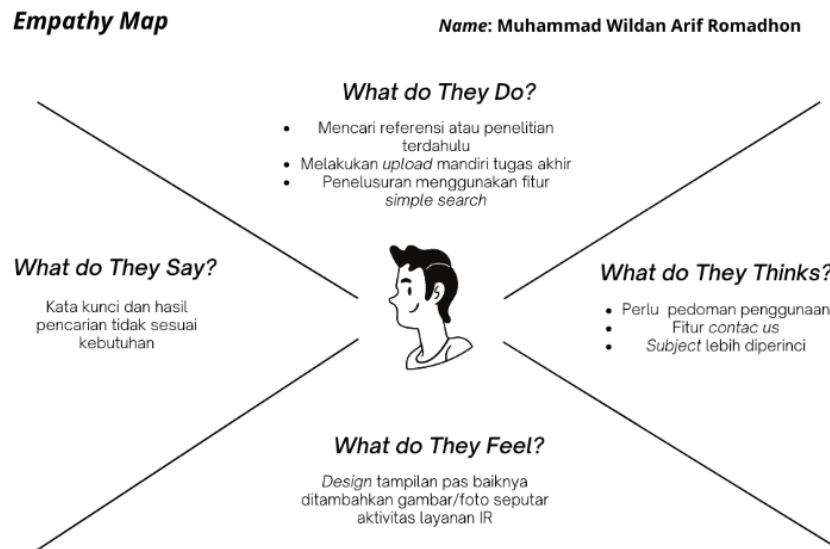 Empathy Map
Name: Muhammad Wildan Arif Romadhon
What do They Do?
• Mencari referensi atau penelitian
terdahulu
• Melakukan upload mandiri tugas akhir
• Penelusuran menggunakan fitur
simple search
What do They Say?
Kata kunci dan hasil
pencarian tidak sesuai
kebutuhan
What do They Thinks?
• Perlu pedoman penggunaan
• Fitur contac us
• Subject lebih diperinci
What do They Feel?
Design tampilan pas baiknya
ditambahkan gambar/foto seputar
aktivitas layanan IR